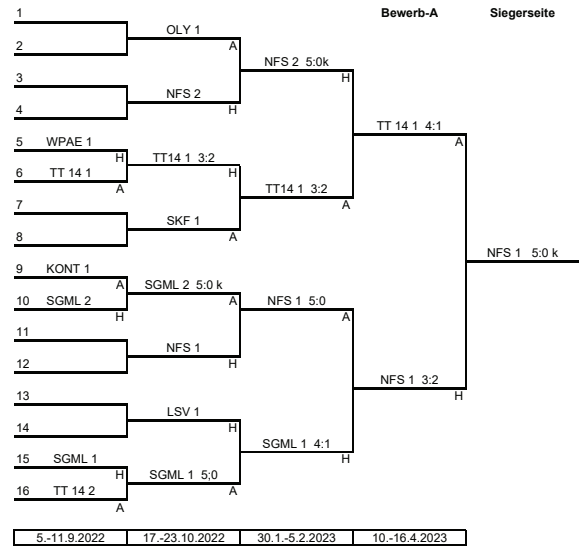 Bewerb-A Siegerseite
1
OLY 1
2 A
NFS 2 5:0k
3 H
NFS 2
4 H
TT 14 1 4:1
5 WPAE 1 A
H TT14 1 3:2
6 TT 14 1 H
A TT14 1 3:2
7 A
SKF 1
8 A
NFS 1 5:0 k
9 KONT 1
A SGML 2 5:0 k
10 SGML 2 A NFS 1 5:0
H A
11
NFS 1
12 H
NFS 1 3:2
13 H
LSV 1
14 H
SGML 1 4:1
15 SGML 1 H
H SGML 1 5;0
16 TT 14 2 A
A
5.-11.9.2022 17.-23.10.2022 30.1.-5.2.2023 10.-16.4.2023